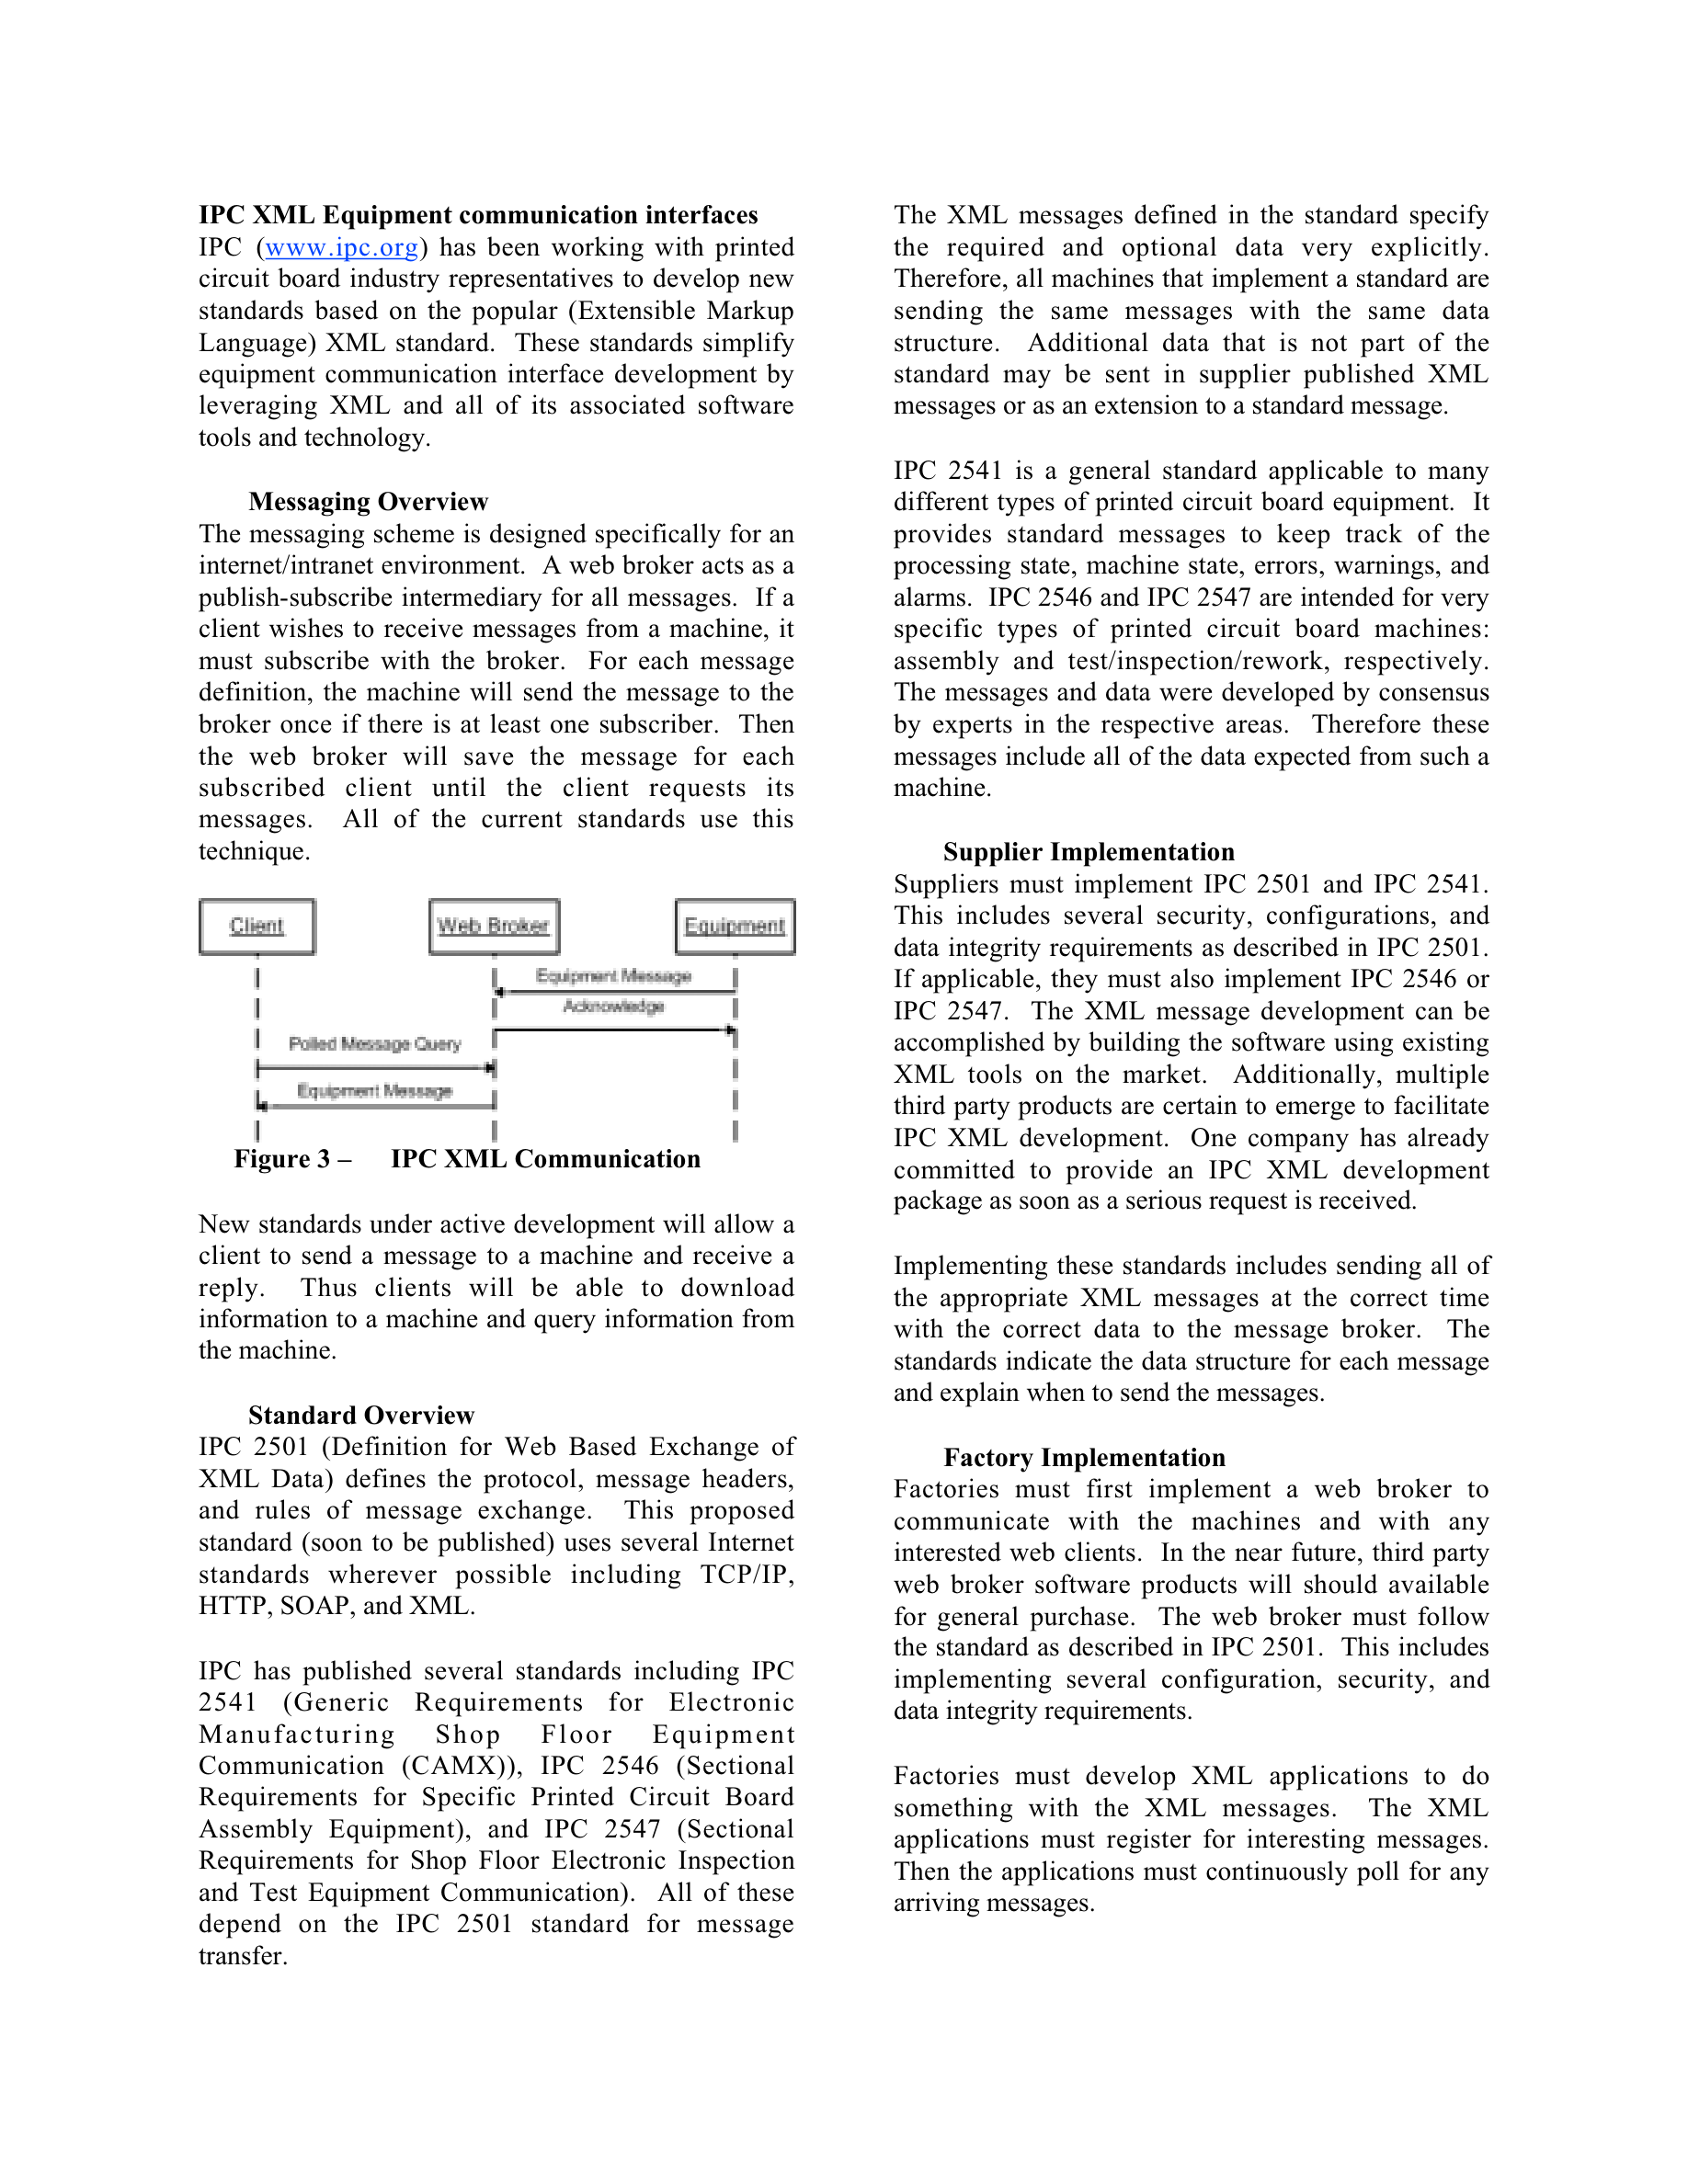 IPC XML Equipment communication interfaces
IPC (www.ipc.org) has been working with printed
circuit board industry representatives to develop new
standards based on the popular (Extensible Markup
Language) XML standard. These standards simplify
equipment communication interface development by
leveraging XML and all of its associated software
tools and technology.
Messaging Overview
The messaging scheme is designed specifically for an
internet/intranet environment. A web broker acts as a
publish-subscribe intermediary for all messages. If a
client wishes to receive messages from a machine, it
must subscribe with the broker. For each message
definition, the machine will send the message to the
broker once if there is at least one subscriber. Then
the web broker will save the message for each
subscribed client until the client requests its
messages. All of the current standards use this
technique.
Client
Web Broker
Equipment
Equipment Message
Acknowledge
Polled Message Query
Equipment Message
Figure 3 – IPC XML Communication
New standards under active development will allow a
client to send a message to a machine and receive a
reply. Thus clients will be able to download
information to a machine and query information from
the machine.
Standard Overview
IPC 2501 (Definition for Web Based Exchange of
XML Data) defines the protocol, message headers,
and rules of message exchange. This proposed
standard (soon to be published) uses several Internet
standards wherever possible including TCP/IP,
HTTP, SOAP, and XML.
IPC has published several standards including IPC
2541 (Generic Requirements for Electronic
Manufacturing Shop Floor Equipment
Communication (CAMX)), IPC 2546 (Sectional
Requirements for Specific Printed Circuit Board
Assembly Equipment), and IPC 2547 (Sectional
Requirements for Shop Floor Electronic Inspection
and Test Equipment Communication). All of these
depend on the IPC 2501 standard for message
transfer.
The XML messages defined in the standard specify
the required and optional data very explicitly.
Therefore, all machines that implement a standard are
sending the same messages with the same data
structure. Additional data that is not part of the
standard may be sent in supplier published XML
messages or as an extension to a standard message.
IPC 2541 is a general standard applicable to many
different types of printed circuit board equipment. It
provides standard messages to keep track of the
processing state, machine state, errors, warnings, and
alarms. IPC 2546 and IPC 2547 are intended for very
specific types of printed circuit board machines:
assembly and test/inspection/rework, respectively.
The messages and data were developed by consensus
by experts in the respective areas. Therefore these
messages include all of the data expected from such a
machine.
Supplier Implementation
Suppliers must implement IPC 2501 and IPC 2541.
This includes several security, configurations, and
data integrity requirements as described in IPC 2501.
If applicable, they must also implement IPC 2546 or
IPC 2547. The XML message development can be
accomplished by building the software using existing
XML tools on the market. Additionally, multiple
third party products are certain to emerge to facilitate
IPC XML development. One company has already
committed to provide an IPC XML development
package as soon as a serious request is received.
Implementing these standards includes sending all of
the appropriate XML messages at the correct time
with the correct data to the message broker. The
standards indicate the data structure for each message
and explain when to send the messages.
Factory Implementation
Factories must first implement a web broker to
communicate with the machines and with any
interested web clients. In the near future, third party
web broker software products will should available
for general purchase. The web broker must follow
the standard as described in IPC 2501. This includes
implementing several configuration, security, and
data integrity requirements.
Factories must develop XML applications to do
something with the XML messages. The XML
applications must register for interesting messages.
Then the applications must continuously poll for any
arriving messages.